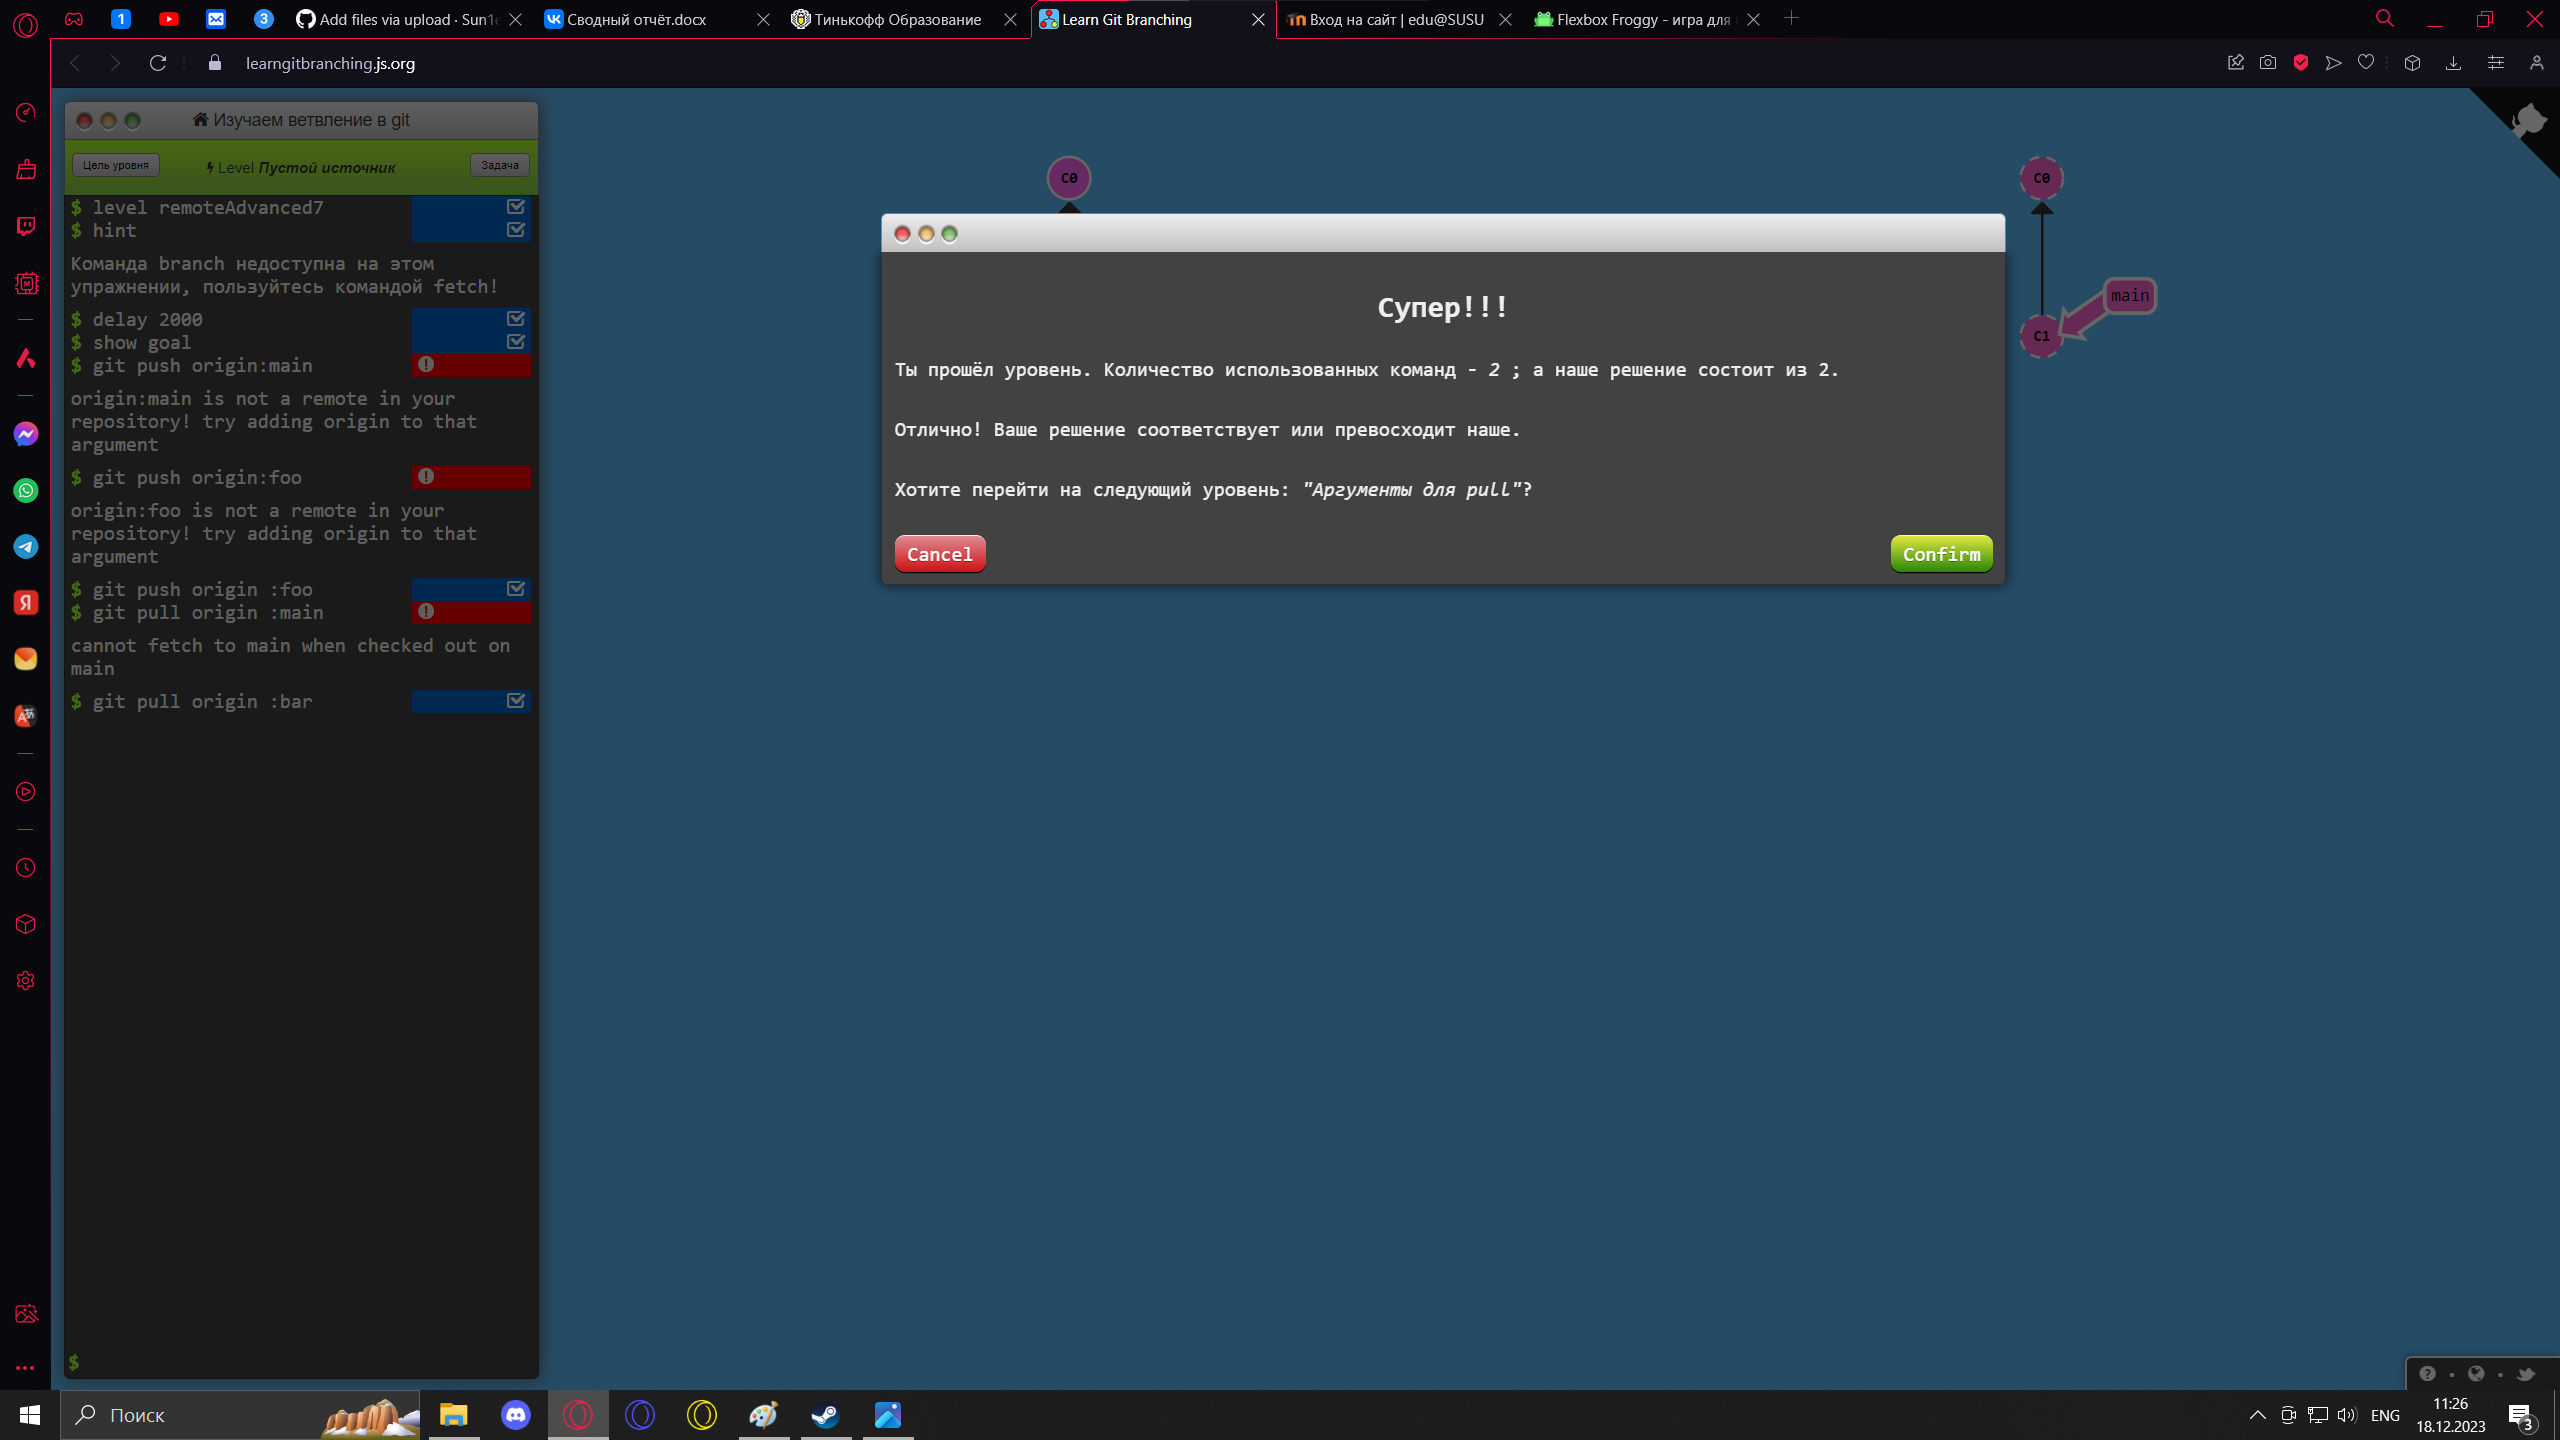 1
3
Add files via upload · Sun1
Сводный отчёт.docx
Тинькофф Образование
Learn Git Branching
Вход на сайт | edu@SUSU
Flexbox Froggy - игра для
learngitbranching.js.org
Изучаем ветвление в git
Цель уровня
Level Пустой источник
Задача
$ level remoteAdvanced7
$ hint
Команда branch недоступна на этом
упражнении, пользуйтесь командой fetch!
$ delay 2000
$ show goal
$ git push origin:main
origin:main is not a remote in your
repository! try adding origin to that
argument
$ git push origin:foo
origin:foo is not a remote in your
repository! try adding origin to that
argument
$ git push origin :foo
$ git pull origin :main
cannot fetch to main when checked out on
main
$ git pull origin :bar
$
C0
C0
main
C1
Супер!!!
Ты прошёл уровень. Количество использованных команд - 2 ; а наше решение состоит из 2.
Отлично! Ваше решение соответствует или превосходит наше.
Хотите перейти на следующий уровень: "Аргументы для pull"?
Cancel
Confirm
Поиск
ENG
11:26
18.12.2023
3